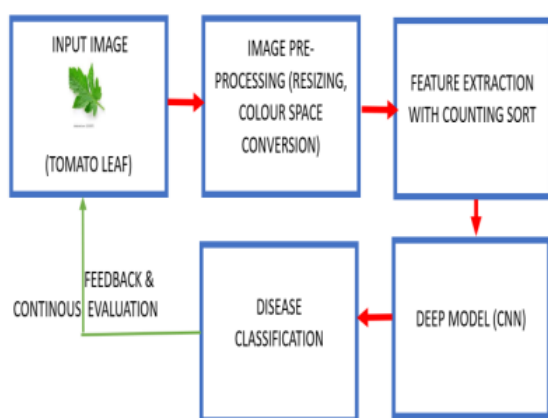 INPUT IMAGE
(TOMATO LEAF)
IMAGE PRE-
PROCESSING (RESIZING,
COLOUR SPACE
CONVERSION)
FEATURE EXTRACTION
WITH COUNTING SORT
DEEP MODEL (CNN)
DISEASE
CLASSIFICATION
FEEDBACK &
CONTINOUS EVALUATION